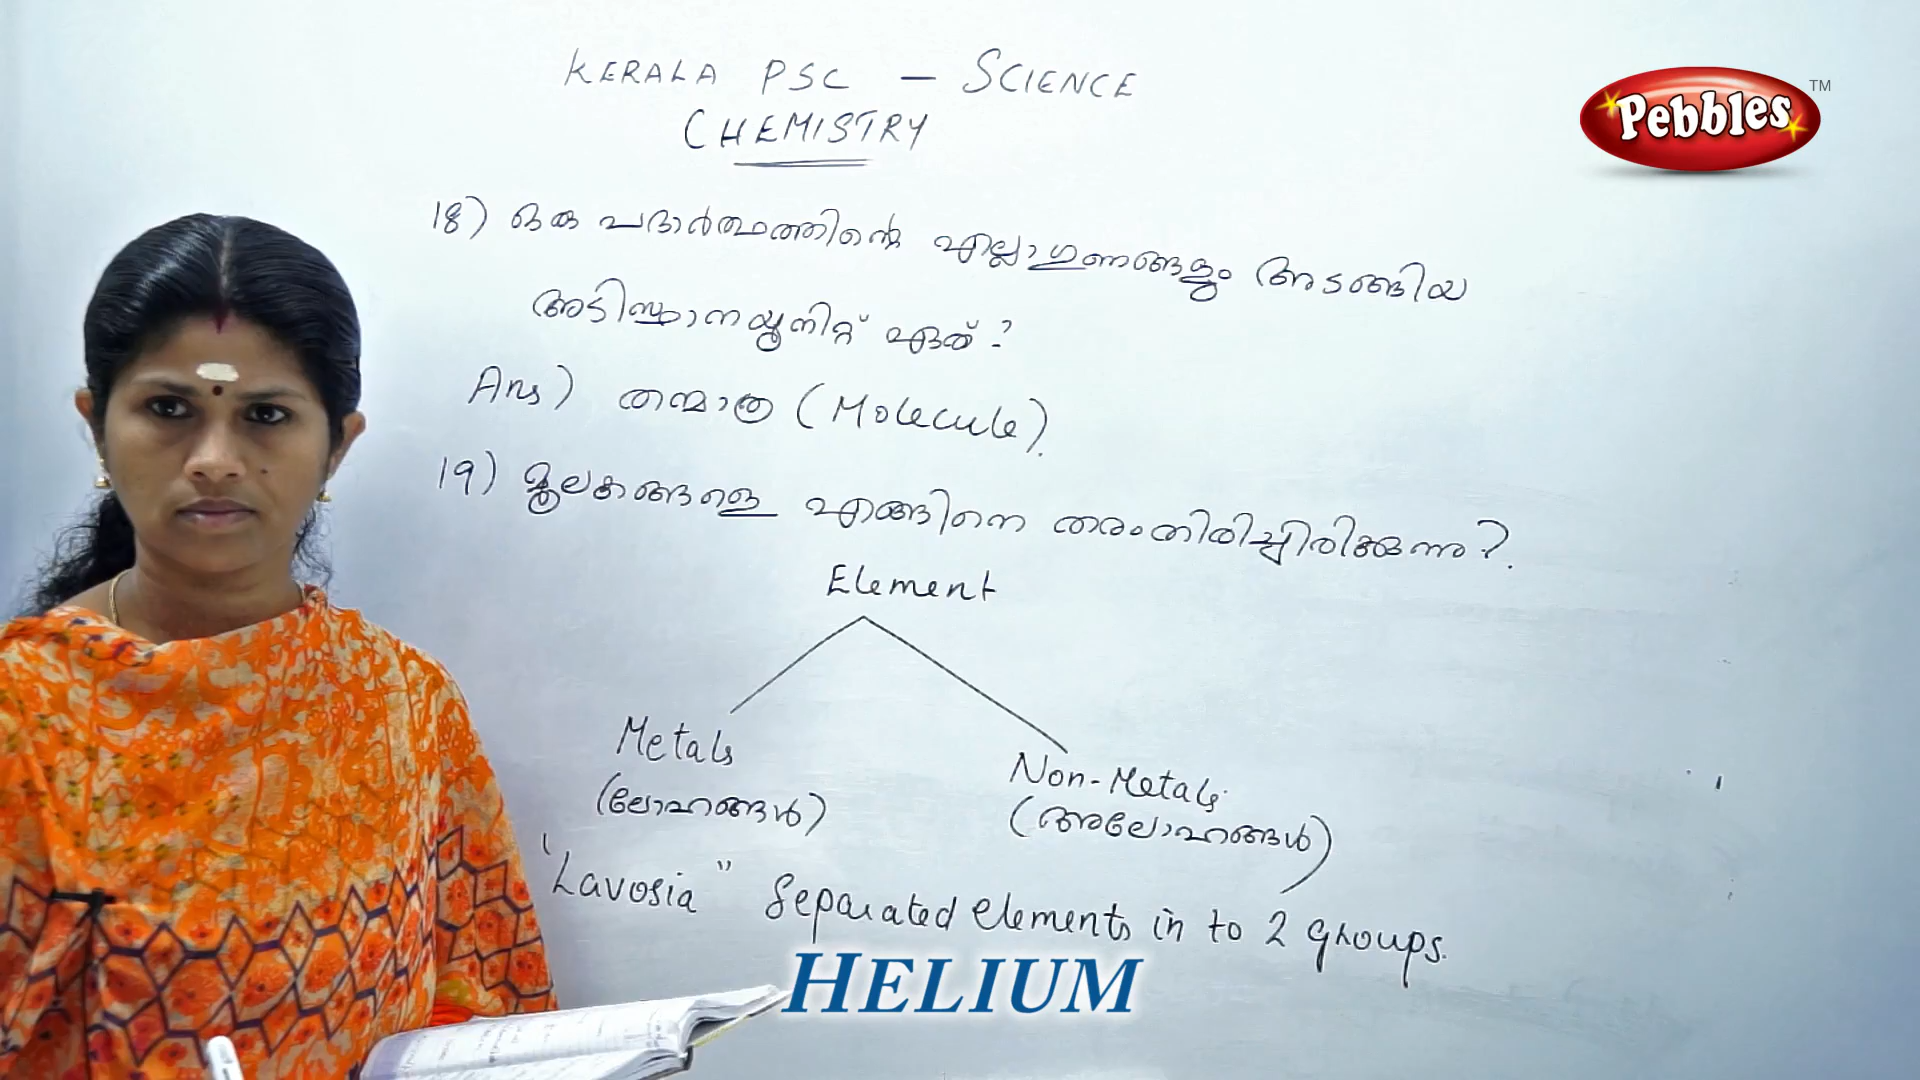 KERALA PSC - SCIENCE
CHEMISTRY
Pebbles TM
18) ഒരു പദാർത്ഥത്തിന്റെ എല്ലാ ഗുണങ്ങളും അടങ്ങിയ
അടിസ്ഥാന യൂനിറ്റ് ഏത് ?
Ans) തന്മാത്ര (Molecule).
19) മൂലകങ്ങളെ എങ്ങിനെ തരംതിരിച്ചിരിക്കുന്നു ?.
Element
Metals
(ലോഹങ്ങൾ)
Non-Metals
(അലോഹങ്ങൾ)
"Lavosia" Separated elements in to 2 groups.
HELIUM